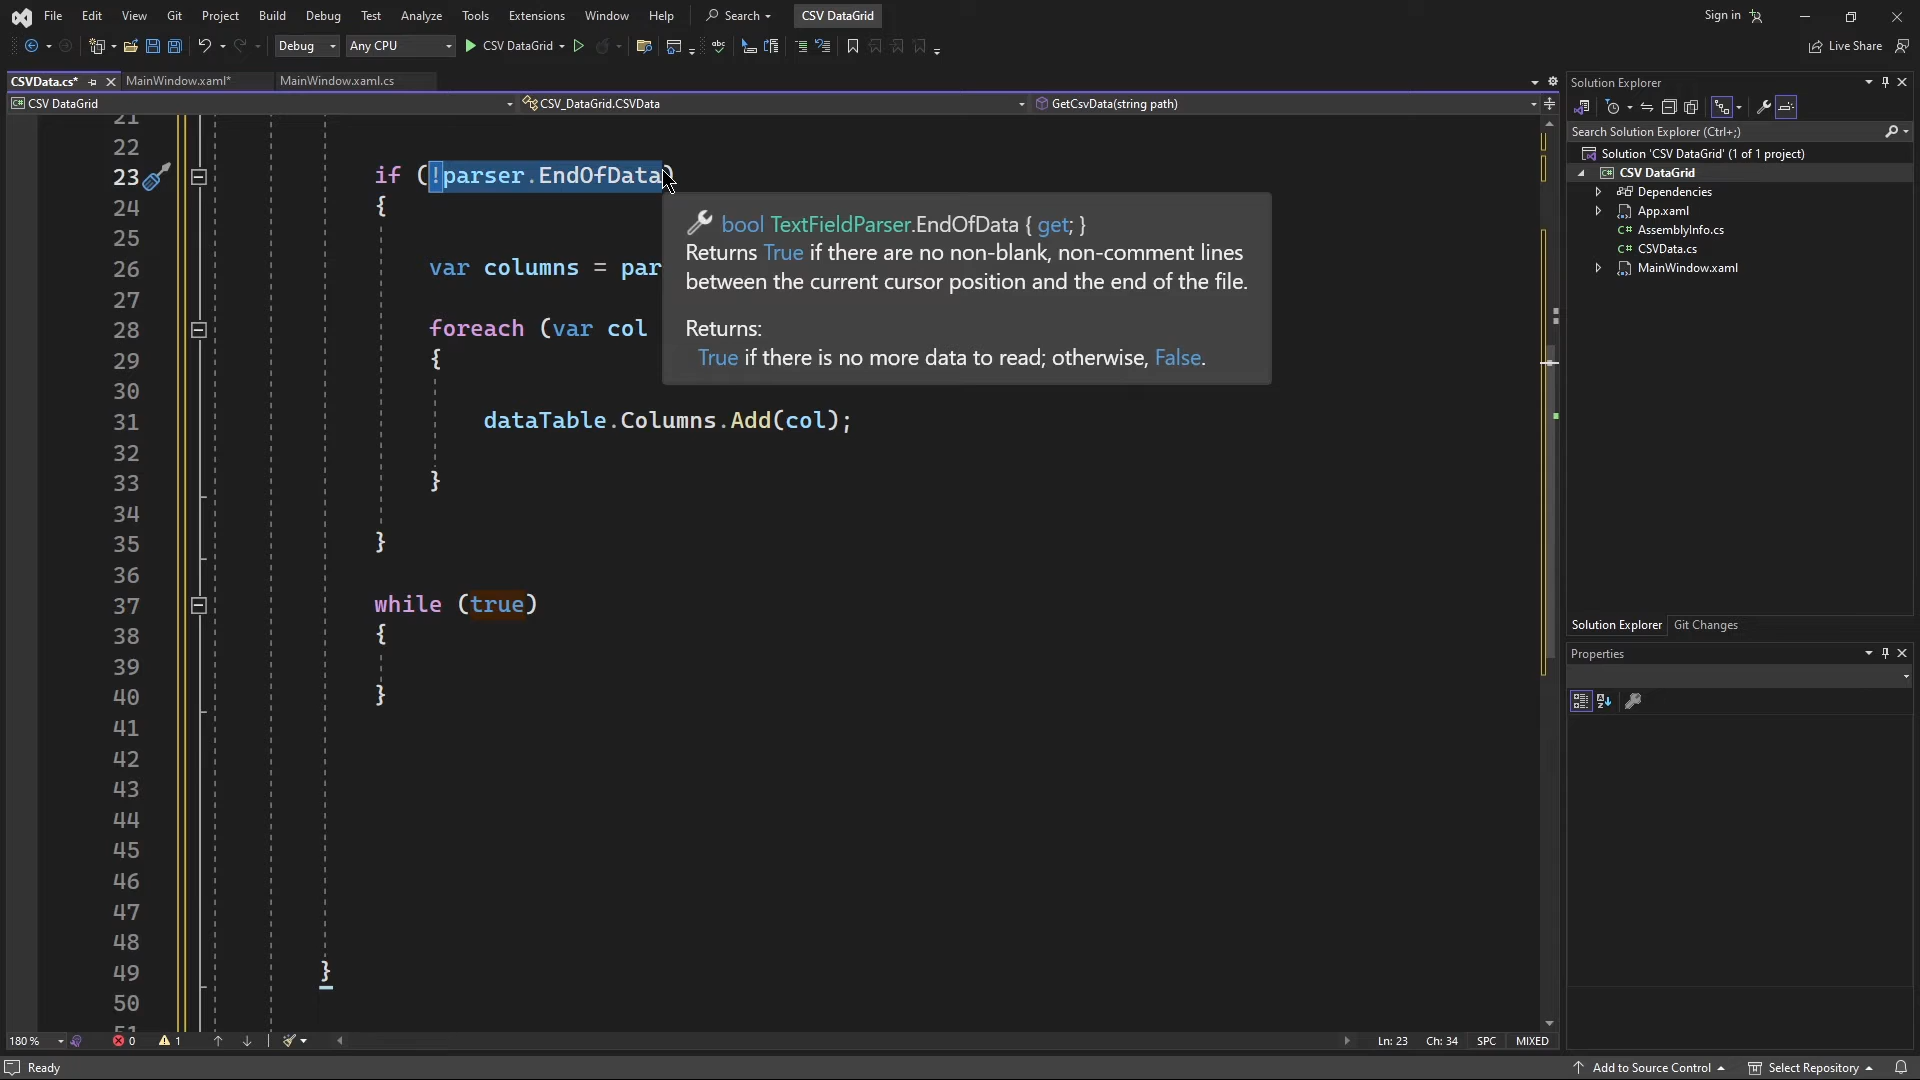 File Edit View Git Project Build Debug Test Analyze Tools Extensions Window Help Search CSV DataGrid Sign in
Debug Any CPU CSV DataGrid Live Share
CSVData.cs* MainWindow.xaml* MainWindow.xaml.cs
CSV DataGrid CSV_DataGrid.CSVData GetCsvData(string path)
21
22
23 if (!parser.EndOfData)
24 {
25
26 var columns = par
27
28 foreach (var col
29 {
30
31 dataTable.Columns.Add(col);
32
33 }
34
35 }
36
37 while (true)
38 {
39
40 }
41
42
43
44
45
46
47
48
49 }
50
51
bool TextFieldParser.EndOfData { get; }
Returns True if there are no non-blank, non-comment lines
between the current cursor position and the end of the file.
Returns:
True if there is no more data to read; otherwise, False.
180 % 0 1 Ln: 23 Ch: 34 SPC MIXED
Solution Explorer
Search Solution Explorer (Ctrl+;)
Solution 'CSV DataGrid' (1 of 1 project)
CSV DataGrid
Dependencies
App.xaml
AssemblyInfo.cs
CSVData.cs
MainWindow.xaml
Solution Explorer Git Changes
Properties
Ready Add to Source Control Select Repository